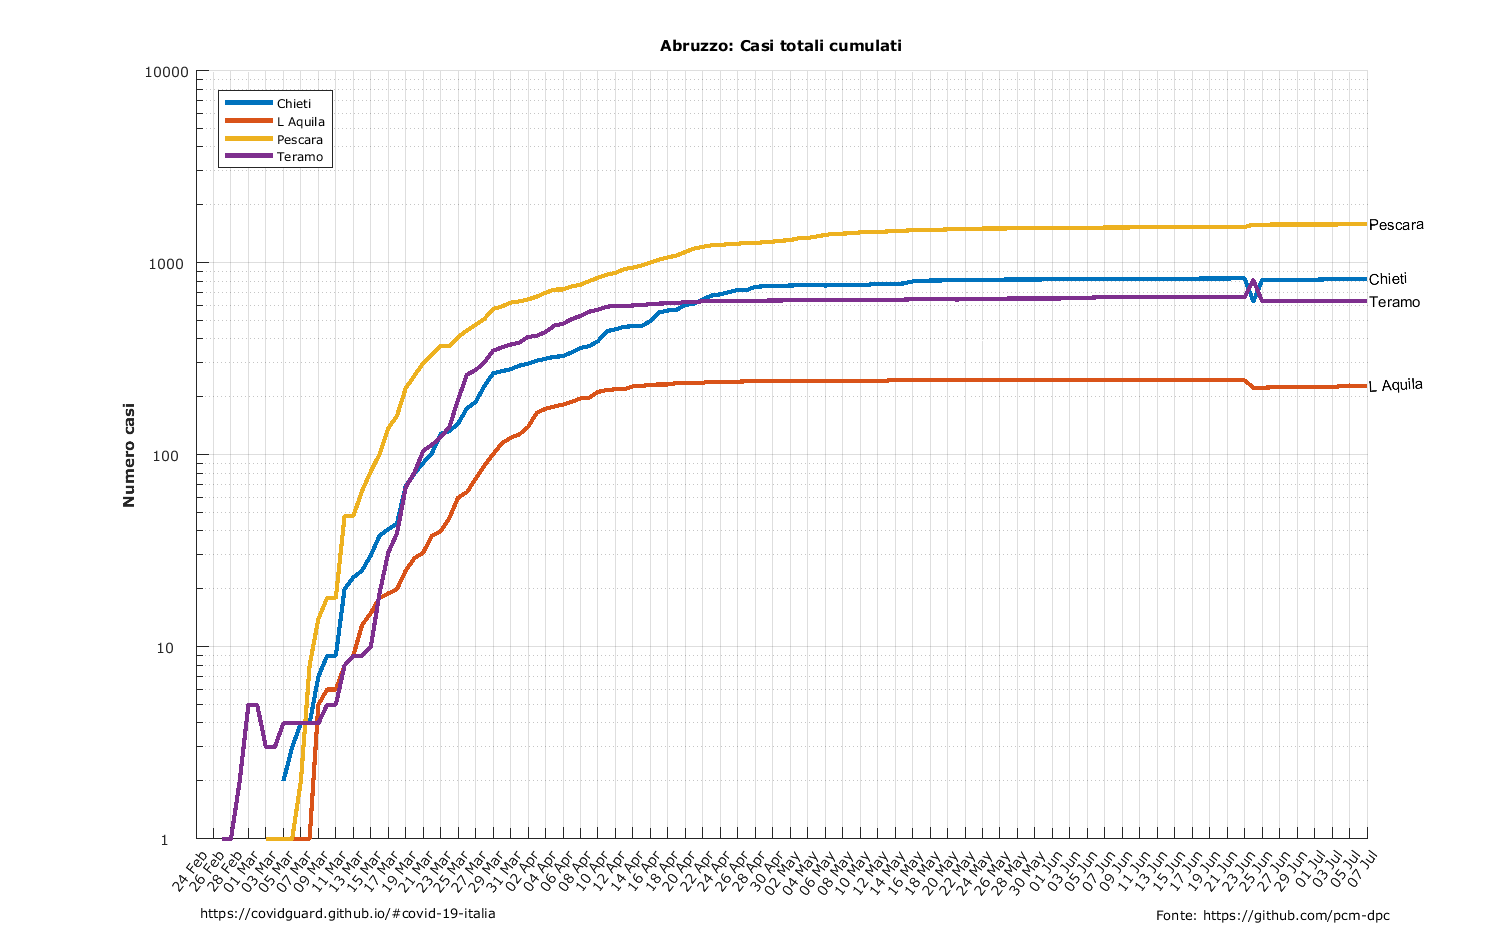 Abruzzo: Casi totali cumulati
10000
1000
100
10
1
Numero casi
Chieti
L Aquila
Pescara
Teramo
Pescara
Chieti
Teramo
L Aquila
24 Feb
26 Feb
28 Feb
01 Mar
03 Mar
05 Mar
07 Mar
09 Mar
11 Mar
13 Mar
15 Mar
17 Mar
19 Mar
21 Mar
23 Mar
25 Mar
27 Mar
29 Mar
31 Mar
02 Apr
04 Apr
06 Apr
08 Apr
10 Apr
12 Apr
14 Apr
16 Apr
18 Apr
20 Apr
22 Apr
24 Apr
26 Apr
28 Apr
30 Apr
02 May
04 May
06 May
08 May
10 May
12 May
14 May
16 May
18 May
20 May
22 May
24 May
26 May
28 May
30 May
01 Jun
03 Jun
05 Jun
07 Jun
09 Jun
11 Jun
13 Jun
15 Jun
17 Jun
19 Jun
21 Jun
23 Jun
25 Jun
27 Jun
29 Jun
01 Jul
03 Jul
05 Jul
07 Jul
https://covidguard.github.io/#covid-19-italia
Fonte: https://github.com/pcm-dpc